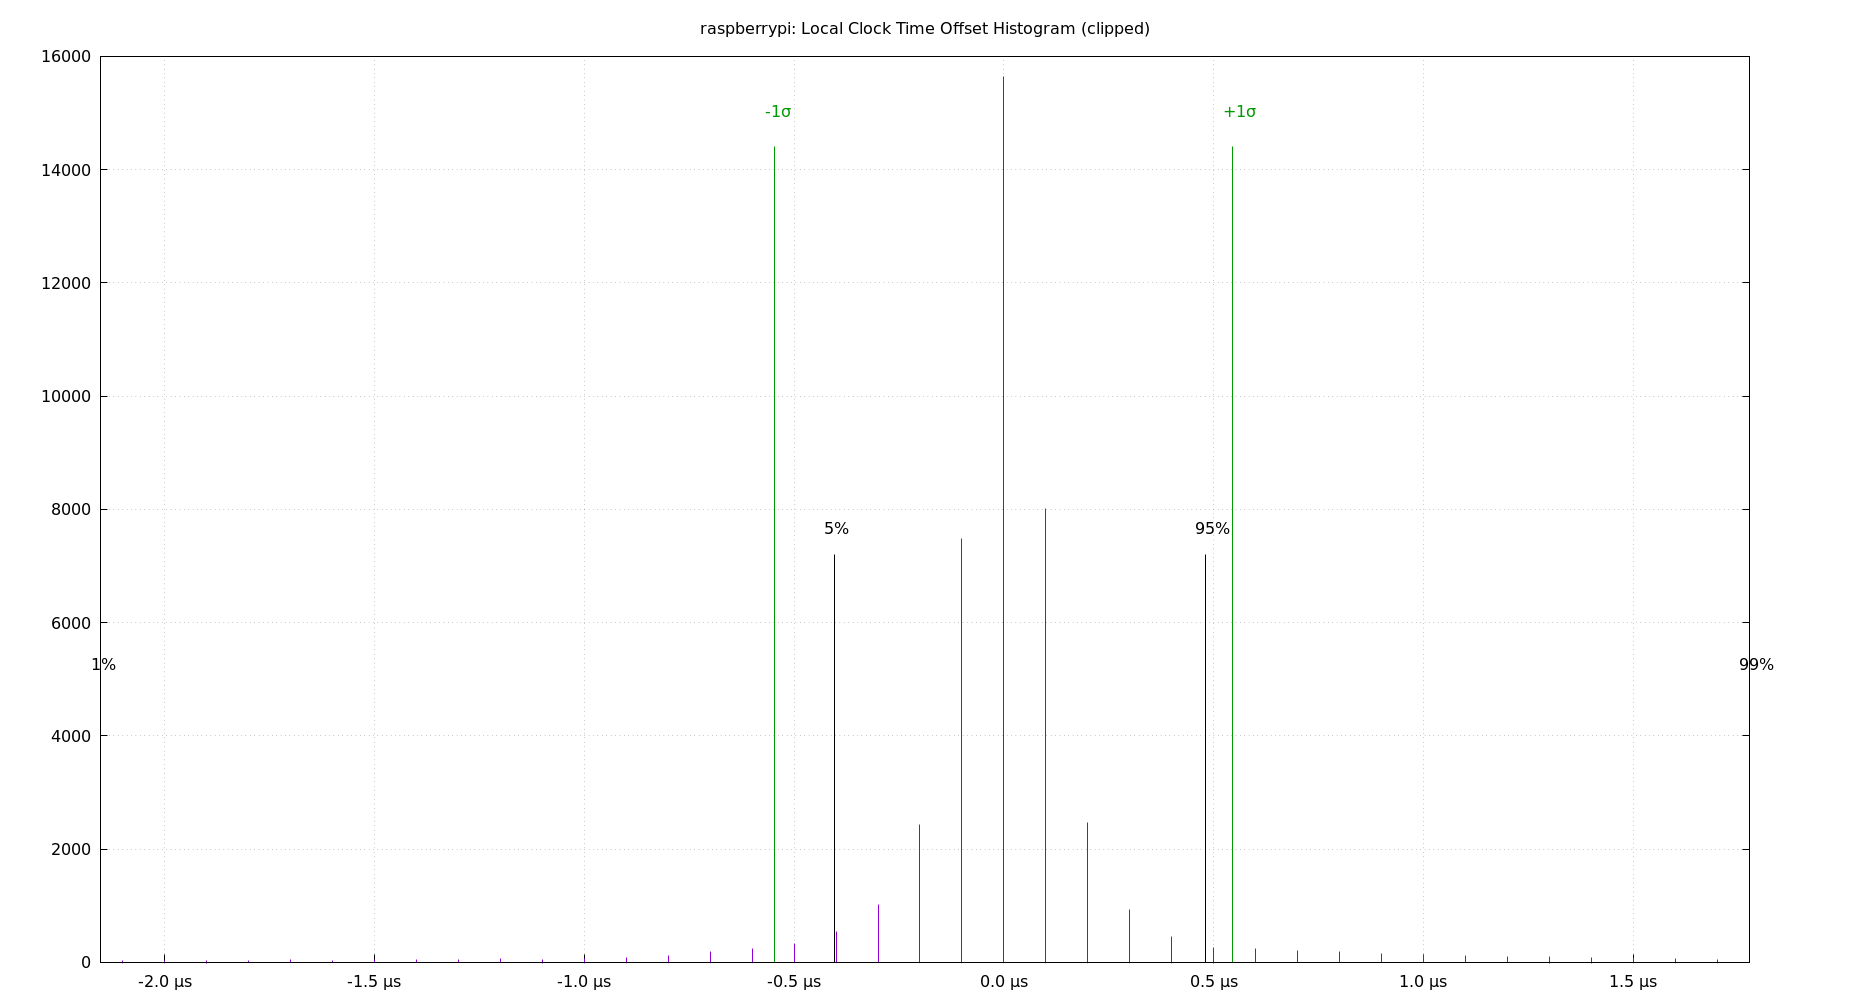 raspberrypi: Local Clock Time Offset Histogram (clipped)
16000
-1σ
+1σ
14000
12000
10000
8000
5%
95%
6000
1%
99%
4000
2000
0
-2.0 µs
-1.5 µs
-1.0 µs
-0.5 µs
0.0 µs
0.5 µs
1.0 µs
1.5 µs